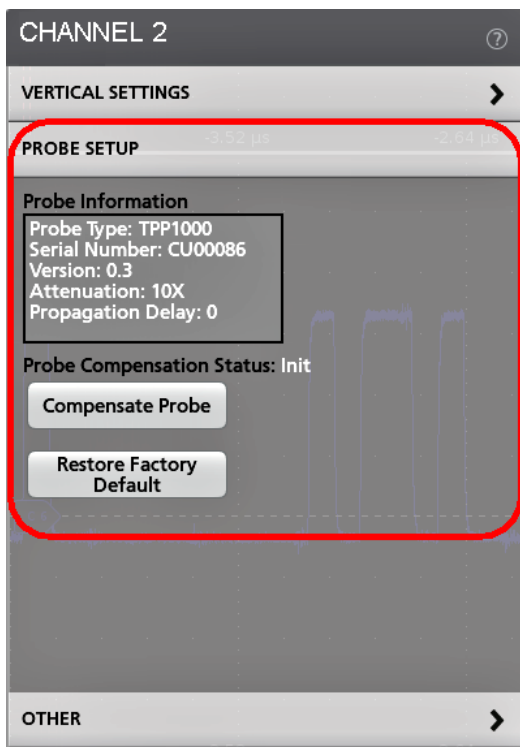 CHANNEL 2
?
VERTICAL SETTINGS
-3.52 µs
-2.64 µs
PROBE SETUP
Probe Information
Probe Type: TPP1000
Serial Number: CU00086
Version: 0.3
Attenuation: 10X
Propagation Delay: 0
Probe Compensation Status: Init
Compensate Probe
Restore Factory
Default
OTHER